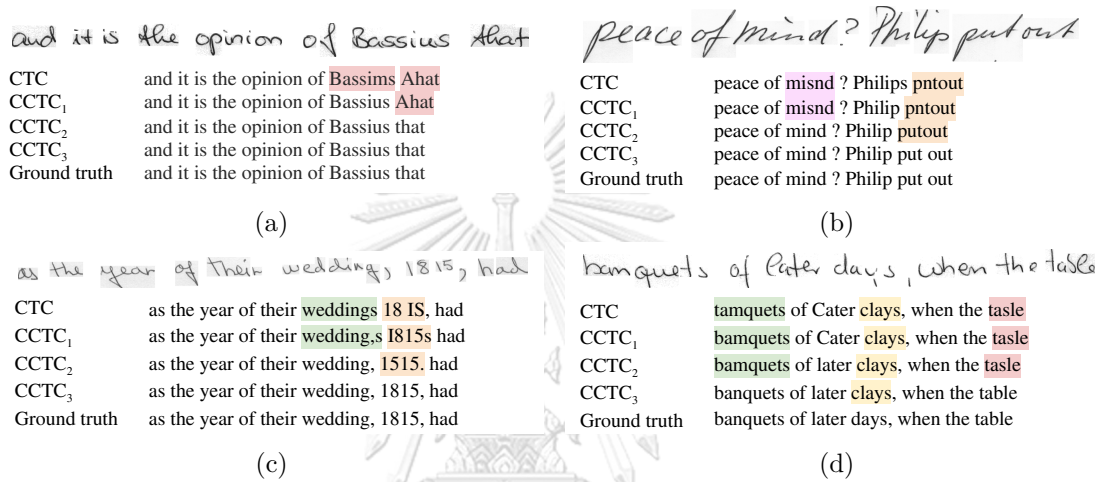 and it is the opinion of Bassius that
CTC and it is the opinion of Bassims Ahat
CCTC₁ and it is the opinion of Bassius Ahat
CCTC₂ and it is the opinion of Bassius that
CCTC₃ and it is the opinion of Bassius that
Ground truth and it is the opinion of Bassius that
(a)
peace of mind? Philip put out
CTC peace of misnd ? Philips pntout
CCTC₁ peace of misnd ? Philip pntout
CCTC₂ peace of mind ? Philip putout
CCTC₃ peace of mind ? Philip put out
Ground truth peace of mind ? Philip put out
(b)
as the year of their wedding, 1815, had
CTC as the year of their weddings 18 IS, had
CCTC₁ as the year of their wedding,s I815s had
CCTC₂ as the year of their wedding, 1515. had
CCTC₃ as the year of their wedding, 1815, had
Ground truth as the year of their wedding, 1815, had
(c)
banquets of later days, when the table
CTC tamquets of Cater clays, when the tasle
CCTC₁ bamquets of Cater clays, when the tasle
CCTC₂ bamquets of later clays, when the tasle
CCTC₃ banquets of later clays, when the table
Ground truth banquets of later days, when the table
(d)